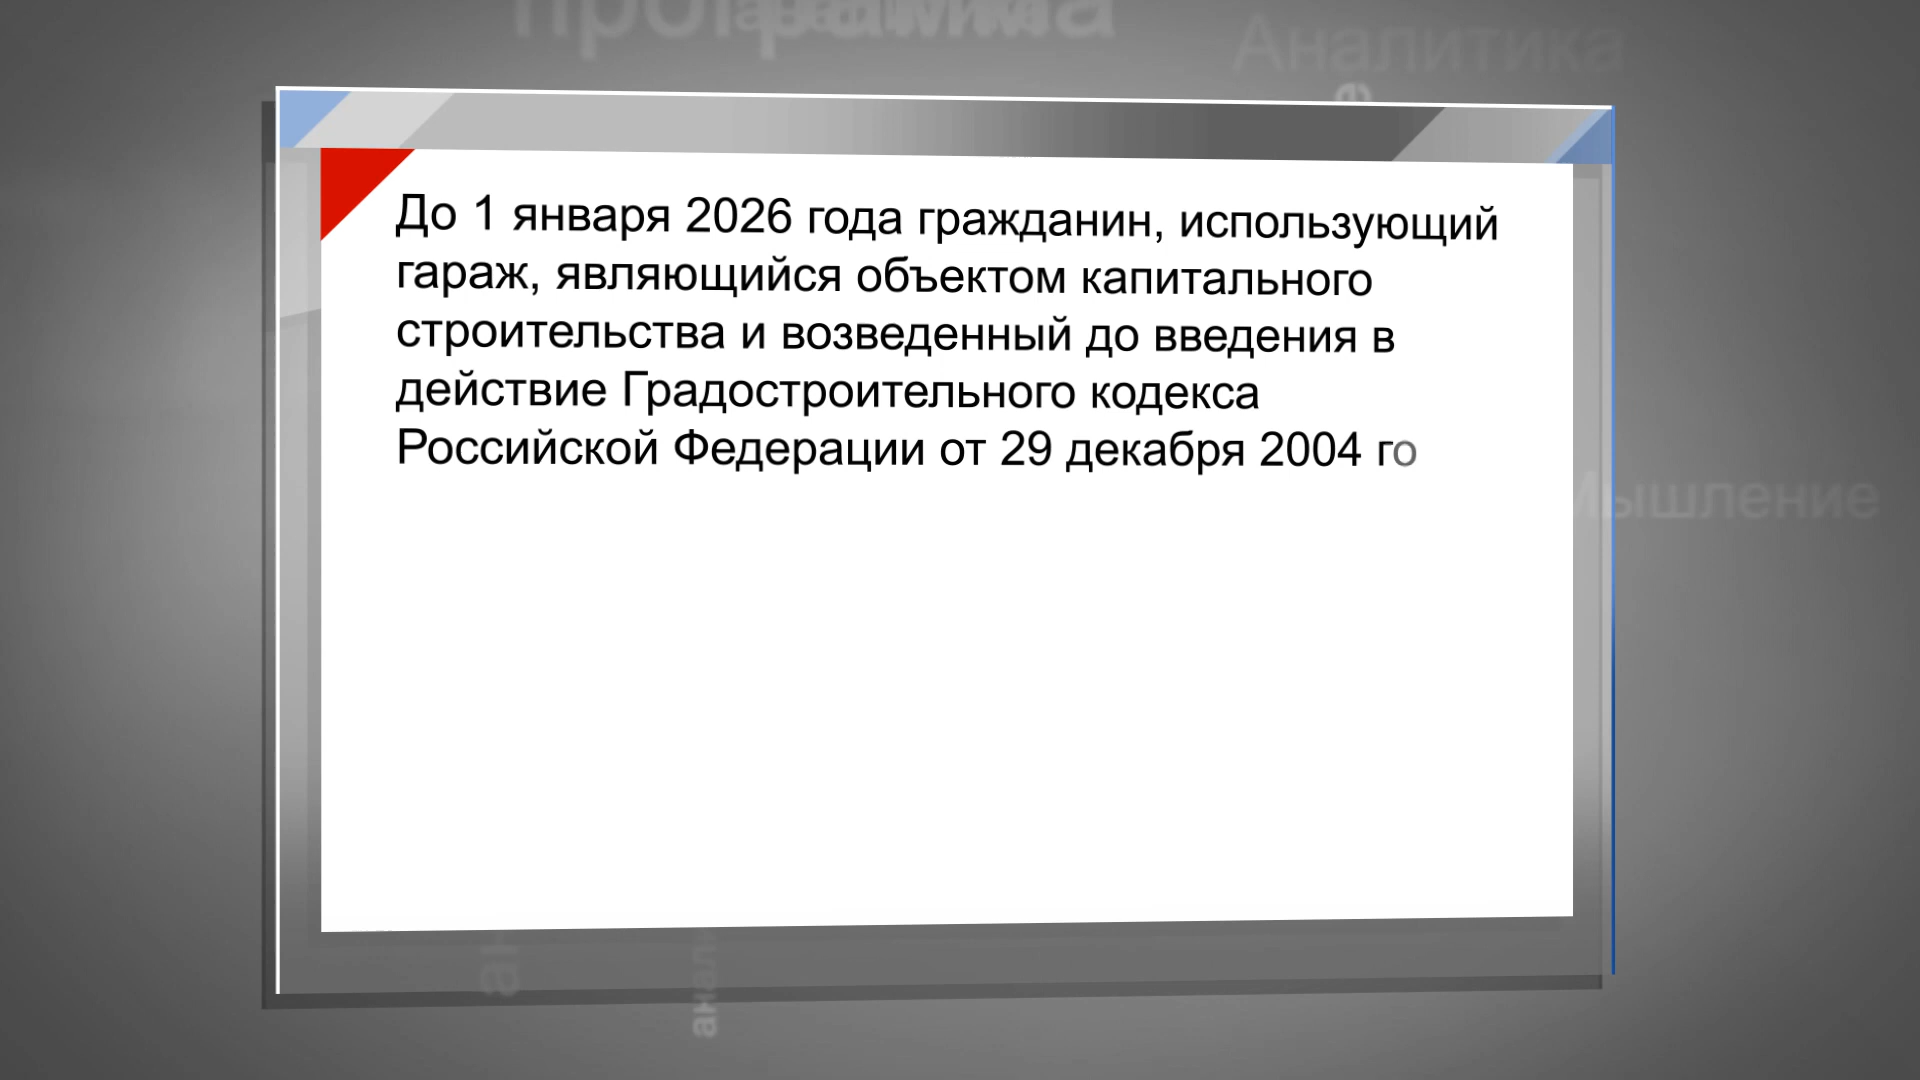 программа
Аналитика
До 1 января 2026 года гражданин, использующий
гараж, являющийся объектом капитального
строительства и возведенный до введения в
действие Градостроительного кодекса
Российской Федерации от 29 декабря 2004 го
Мышление